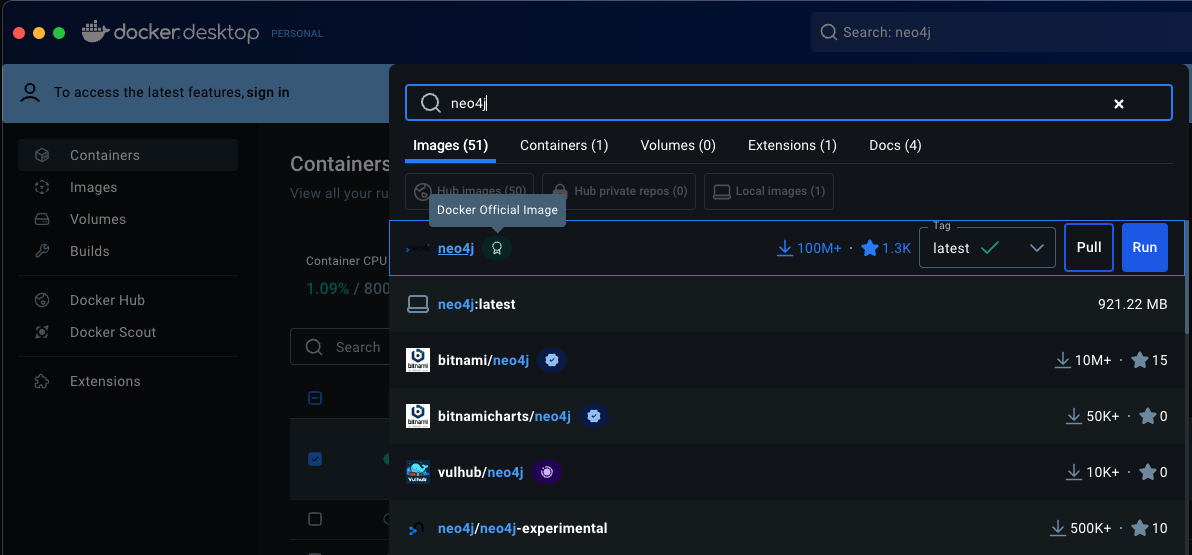 docker.desktop PERSONAL
Search: neo4j
To access the latest features, sign in
neo4j
Images (51) Containers (1) Volumes (0) Extensions (1) Docs (4)
Hub images (50) Hub private repos (0) Local images (1)
Docker Official Image
neo4j 100M+ · 1.3K Tag latest Pull Run
neo4j:latest 921.22 MB
bitnami/neo4j 10M+ · 15
bitnamicharts/neo4j 50K+ · 0
vulhub/neo4j 10K+ · 0
neo4j/neo4j-experimental 500K+ · 10
Containers
Images
Volumes
Builds
Docker Hub
Docker Scout
Extensions
Containers
View all your ru
Container CPU
1.09% / 800
Search
bitnami
bitnami
Vulhub